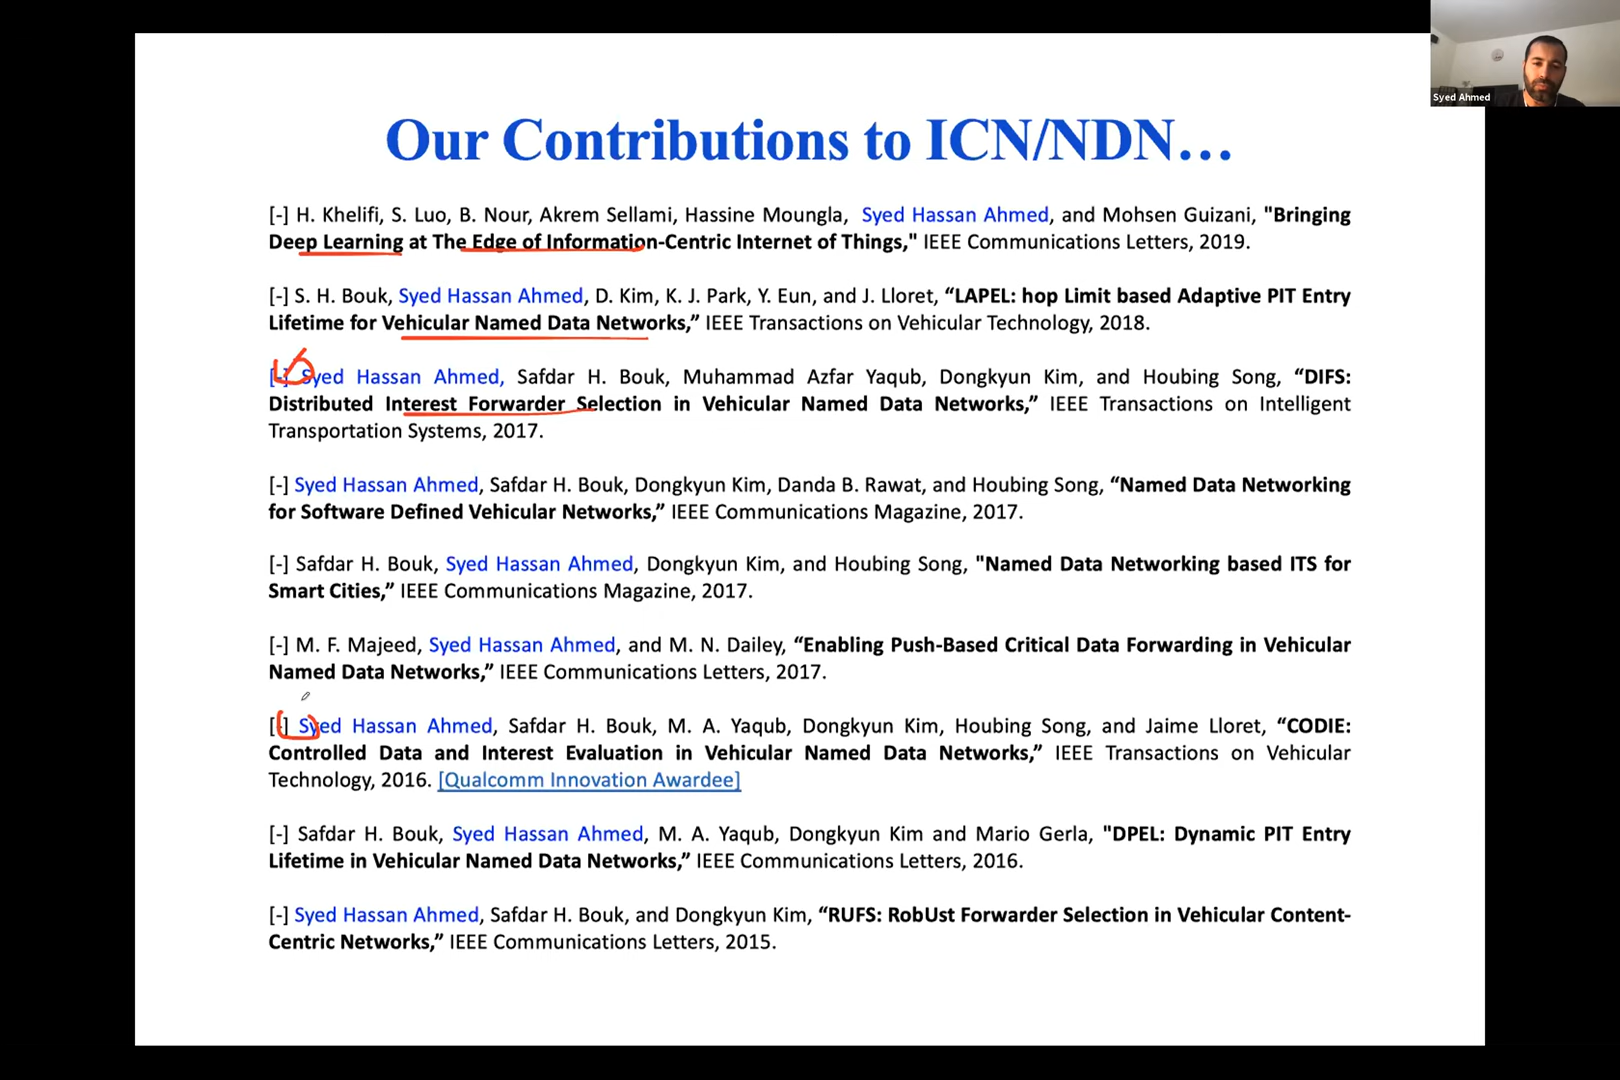 Syed Ahmed
Our Contributions to ICN/NDN…
[-] H. Khelifi, S. Luo, B. Nour, Akrem Sellami, Hassine Moungla, Syed Hassan Ahmed, and Mohsen Guizani, "Bringing
Deep Learning at The Edge of Information-Centric Internet of Things," IEEE Communications Letters, 2019.
[-] S. H. Bouk, Syed Hassan Ahmed, D. Kim, K. J. Park, Y. Eun, and J. Lloret, “LAPEL: hop Limit based Adaptive PIT Entry
Lifetime for Vehicular Named Data Networks,” IEEE Transactions on Vehicular Technology, 2018.
[-] Syed Hassan Ahmed, Safdar H. Bouk, Muhammad Azfar Yaqub, Dongkyun Kim, and Houbing Song, “DIFS:
Distributed Interest Forwarder Selection in Vehicular Named Data Networks,” IEEE Transactions on Intelligent
Transportation Systems, 2017.
[-] Syed Hassan Ahmed, Safdar H. Bouk, Dongkyun Kim, Danda B. Rawat, and Houbing Song, “Named Data Networking
for Software Defined Vehicular Networks,” IEEE Communications Magazine, 2017.
[-] Safdar H. Bouk, Syed Hassan Ahmed, Dongkyun Kim, and Houbing Song, "Named Data Networking based ITS for
Smart Cities,” IEEE Communications Magazine, 2017.
[-] M. F. Majeed, Syed Hassan Ahmed, and M. N. Dailey, “Enabling Push-Based Critical Data Forwarding in Vehicular
Named Data Networks,” IEEE Communications Letters, 2017.
[-] Syed Hassan Ahmed, Safdar H. Bouk, M. A. Yaqub, Dongkyun Kim, Houbing Song, and Jaime Lloret, “CODIE:
Controlled Data and Interest Evaluation in Vehicular Named Data Networks,” IEEE Transactions on Vehicular
Technology, 2016. [Qualcomm Innovation Awardee]
[-] Safdar H. Bouk, Syed Hassan Ahmed, M. A. Yaqub, Dongkyun Kim and Mario Gerla, "DPEL: Dynamic PIT Entry
Lifetime in Vehicular Named Data Networks,” IEEE Communications Letters, 2016.
[-] Syed Hassan Ahmed, Safdar H. Bouk, and Dongkyun Kim, “RUFS: RobUst Forwarder Selection in Vehicular Content-
Centric Networks,” IEEE Communications Letters, 2015.